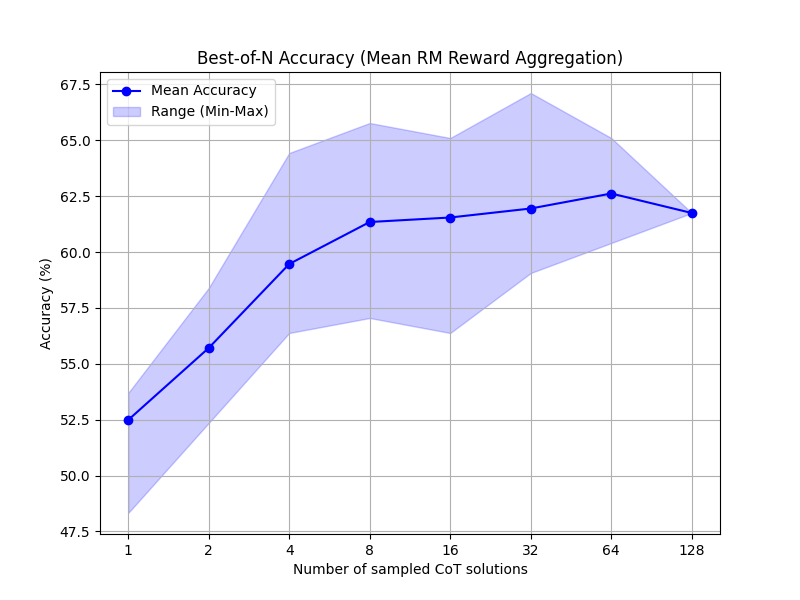 Best-of-N Accuracy (Mean RM Reward Aggregation)
Mean Accuracy
Range (Min-Max)
Accuracy (%)
67.5
65.0
62.5
60.0
57.5
55.0
52.5
50.0
47.5
1 2 4 8 16 32 64 128
Number of sampled CoT solutions